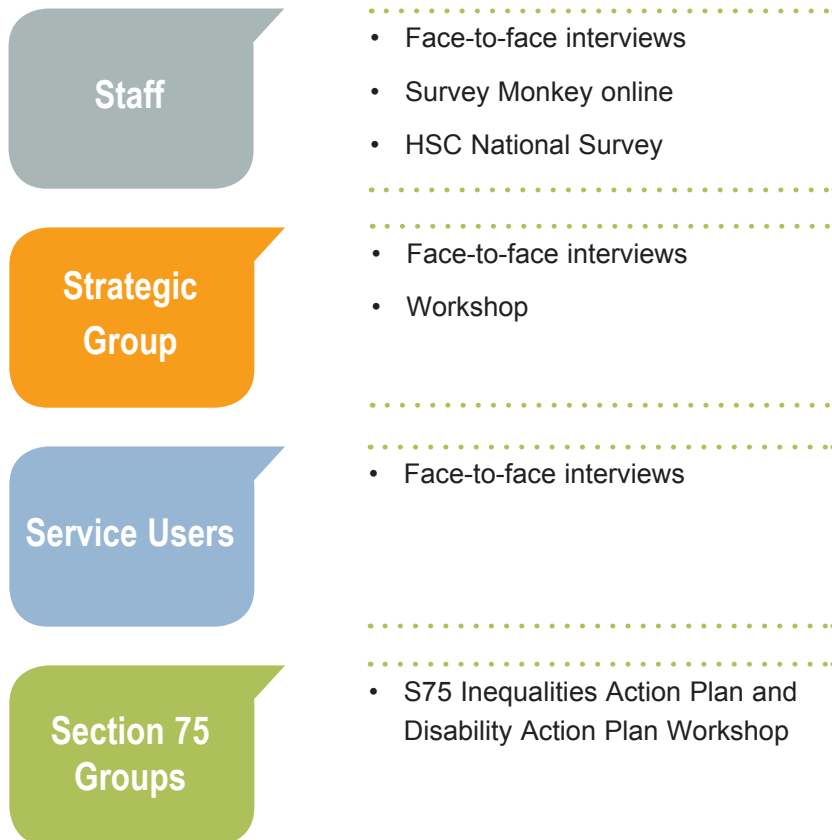 Staff
• Face-to-face interviews
• Survey Monkey online
• HSC National Survey
Strategic
Group
• Face-to-face interviews
• Workshop
Service Users
• Face-to-face interviews
Section 75
Groups
• S75 Inequalities Action Plan and
Disability Action Plan Workshop